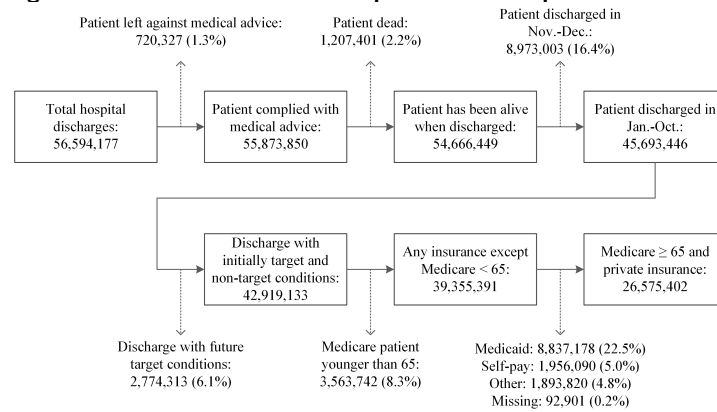 Patient left against medical advice:
720,327 (1.3%)
Patient dead:
1,207,401 (2.2%)
Patient discharged in
Nov.-Dec.:
8,973,003 (16.4%)
Total hospital
discharges:
56,594,177
Patient complied with
medical advice:
55,873,850
Patient has been alive
when discharged:
54,666,449
Patient discharged in
Jan.-Oct.:
45,693,446
Discharge with
initially target and
non-target conditions:
42,919,133
Any insurance except
Medicare < 65:
39,355,391
Medicare ≥ 65 and
private insurance:
26,575,402
Discharge with future
target conditions:
2,774,313 (6.1%)
Medicare patient
younger than 65:
3,563,742 (8.3%)
Medicaid: 8,837,178 (22.5%)
Self-pay: 1,956,090 (5.0%)
Other: 1,893,820 (4.8%)
Missing: 92,901 (0.2%)